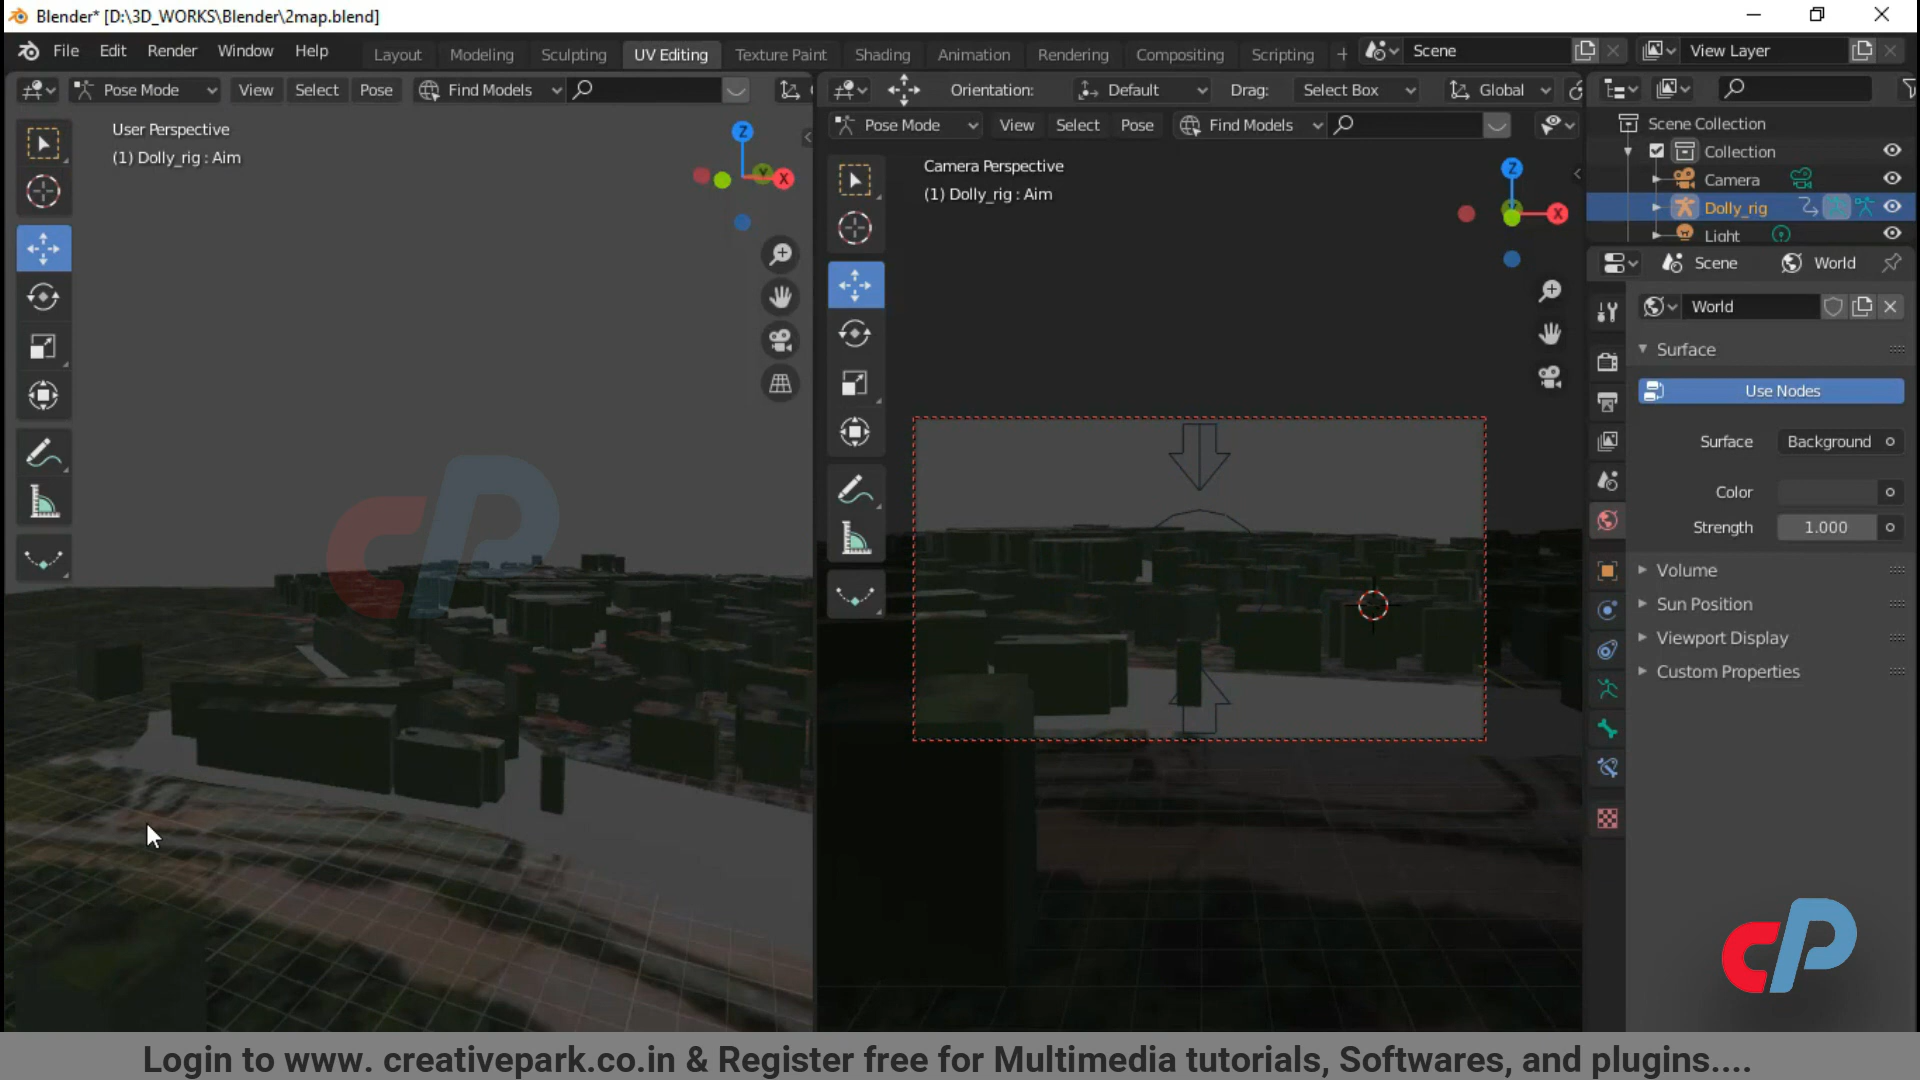 Blender* [D:\3D_WORKS\Blender\2map.blend]
File Edit Render Window Help
Layout Modeling Sculpting UV Editing Texture Paint Shading Animation Rendering Compositing Scripting +
Scene
View Layer
Pose Mode View Select Pose Find Models
Orientation: Default Drag: Select Box Global
Pose Mode View Select Pose Find Models
User Perspective
(1) Dolly_rig : Aim
Z
Y
X
Camera Perspective
(1) Dolly_rig : Aim
Z
X
Scene Collection
Collection
Camera
Dolly_rig
Light
Scene World
World
Surface
Use Nodes
Surface Background
Color
Strength 1.000
Volume
Sun Position
Viewport Display
Custom Properties
CP
CP
Login to www. creativepark.co.in & Register free for Multimedia tutorials, Softwares, and plugins....